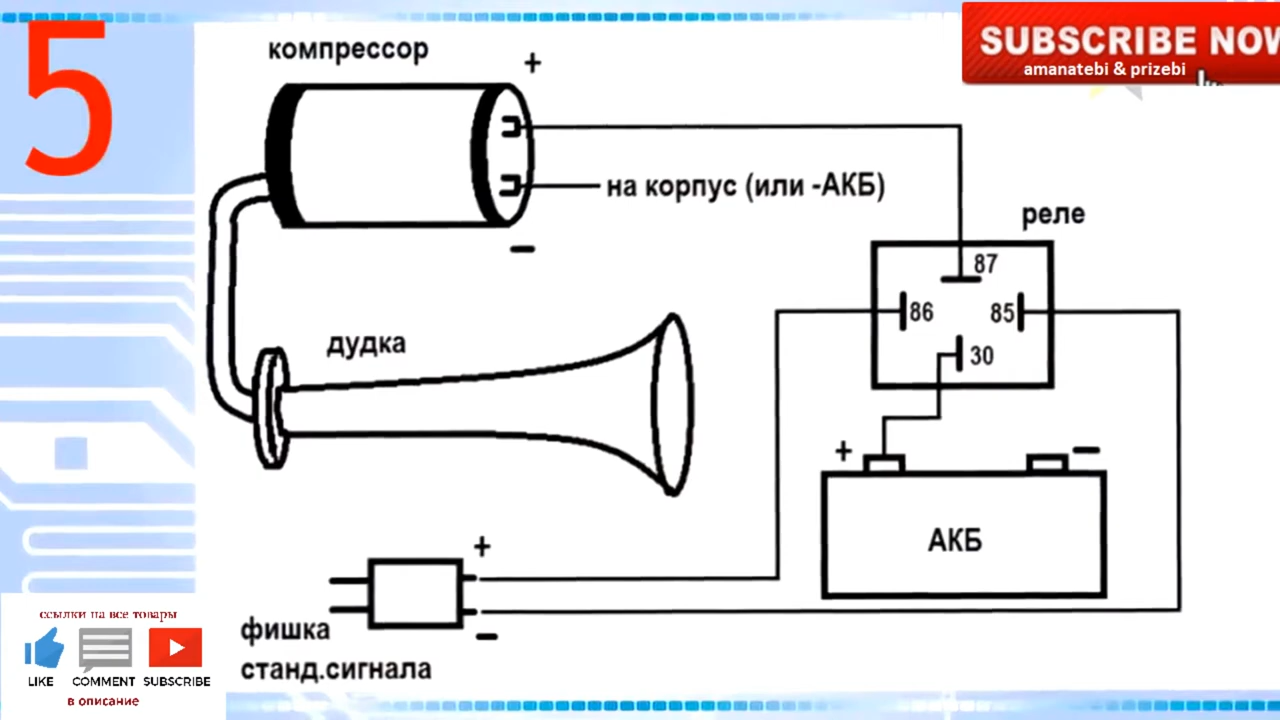 5
компрессор
+
SUBSCRIBE NOW
amanatebi & prizebi
на корпус (или -АКБ)
−
реле
87
86
85
30
дудка
+
−
АКБ
+
−
фишка
станд.сигнала
ссылки на все товары
LIKE
COMMENT
SUBSCRIBE
в описание